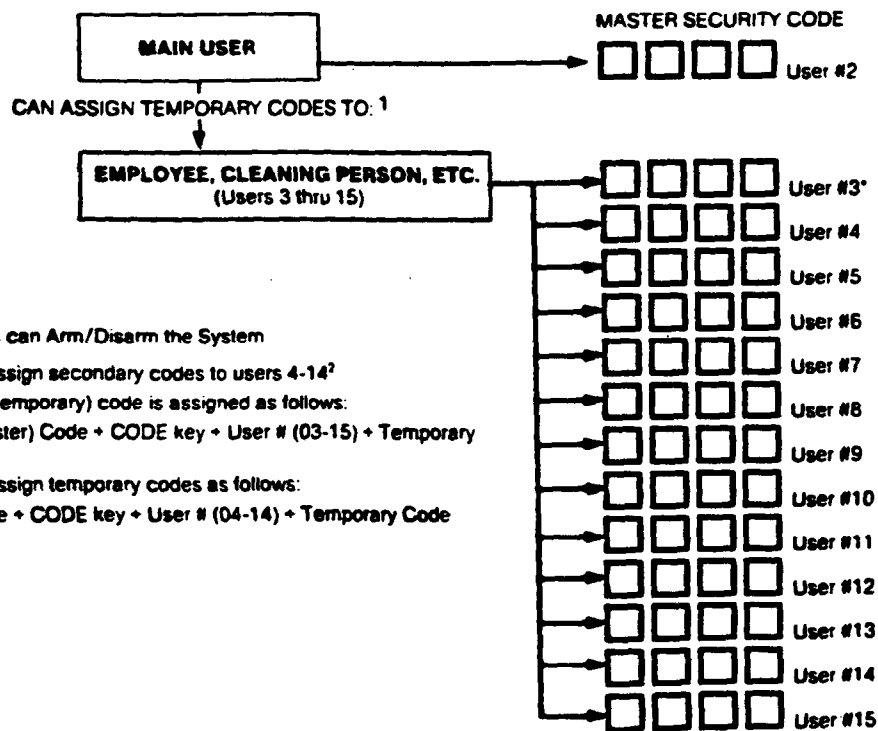 MASTER SECURITY CODE
MAIN USER
User #2
CAN ASSIGN TEMPORARY CODES TO: 1
EMPLOYEE, CLEANING PERSON, ETC.
(Users 3 thru 15)
User #3*
User #4
User #5
User #6
User #7
User #8
User #9
User #10
User #11
User #12
User #13
User #14
User #15
can Arm/Disarm the System
ssign secondary codes to users 4-14²
emporary) code is assigned as follows:
ster) Code + CODE key + User # (03-15) + Temporary
ssign temporary codes as follows:
e + CODE key + User # (04-14) + Temporary Code